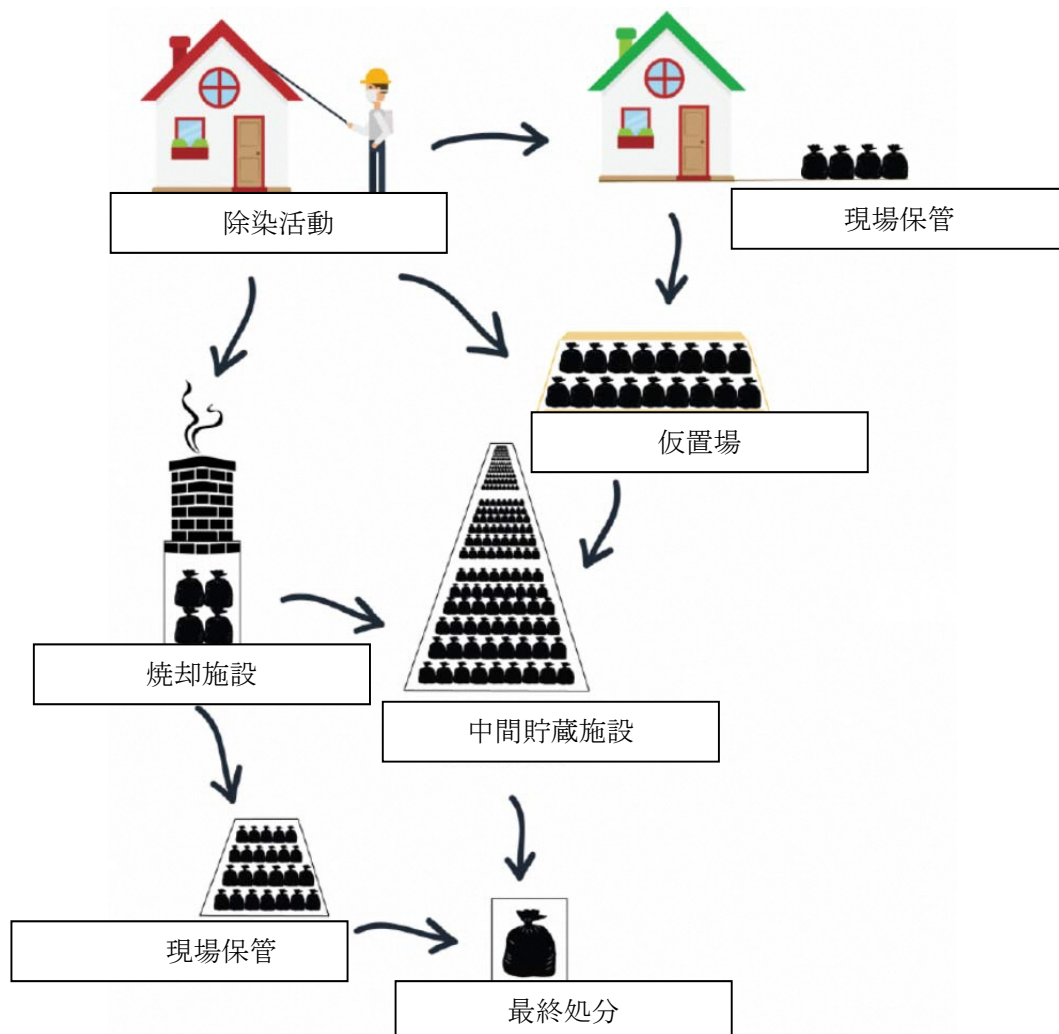 除染活動
現場保管
仮置場
焼却施設
中間貯蔵施設
現場保管
最終処分